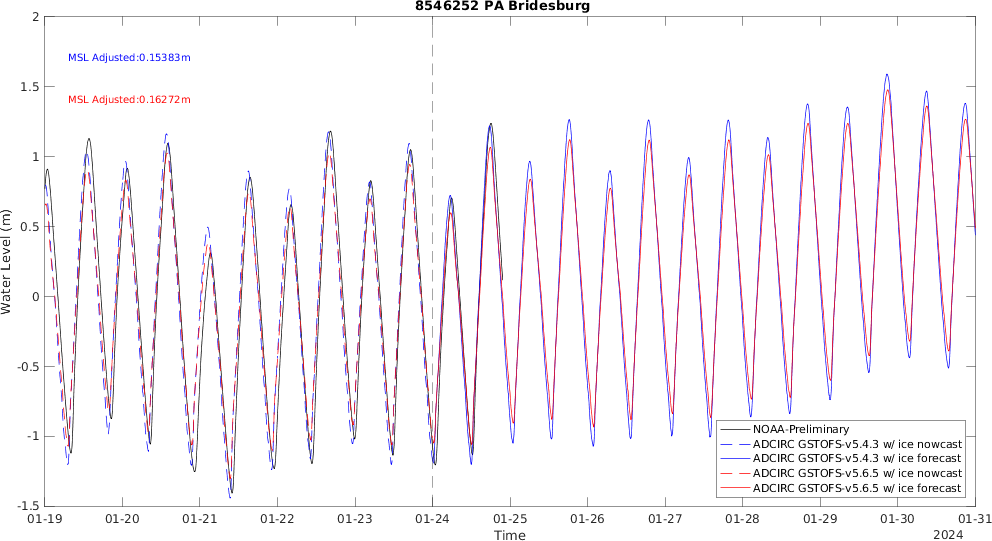 8546252 PA Bridesburg
2
1.5
1
0.5
0
-0.5
-1
-1.5
Water Level (m)
MSL Adjusted:0.15383m
MSL Adjusted:0.16272m
NOAA-Preliminary
ADCIRC GSTOFS-v5.4.3 w/ ice nowcast
ADCIRC GSTOFS-v5.4.3 w/ ice forecast
ADCIRC GSTOFS-v5.6.5 w/ ice nowcast
ADCIRC GSTOFS-v5.6.5 w/ ice forecast
01-19 01-20 01-21 01-22 01-23 01-24 01-25 01-26 01-27 01-28 01-29 01-30 01-31
Time
2024